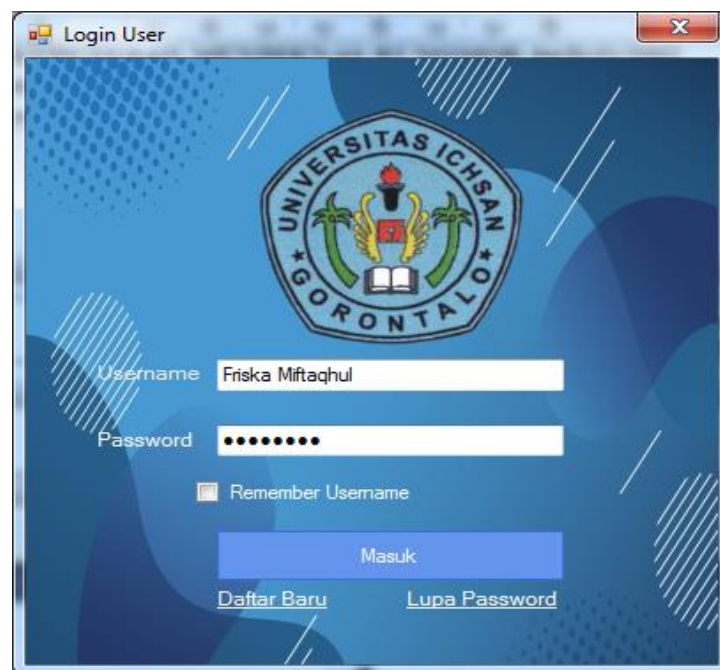 Login User
UNIVERSITAS ICHSAN
GORONTALO
Username
Friska Miftaqhul
Password
••••••••
Remember Username
Masuk
Daftar Baru Lupa Password